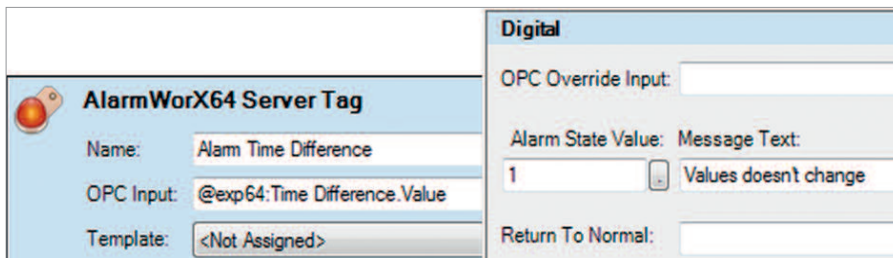 AlarmWorX64 Server Tag
Name: Alarm Time Difference
OPC Input: @exp64:Time Difference.Value
Template: <Not Assigned>
Digital
OPC Override Input:
Alarm State Value: Message Text:
1 . Values doesn't change
Return To Normal: